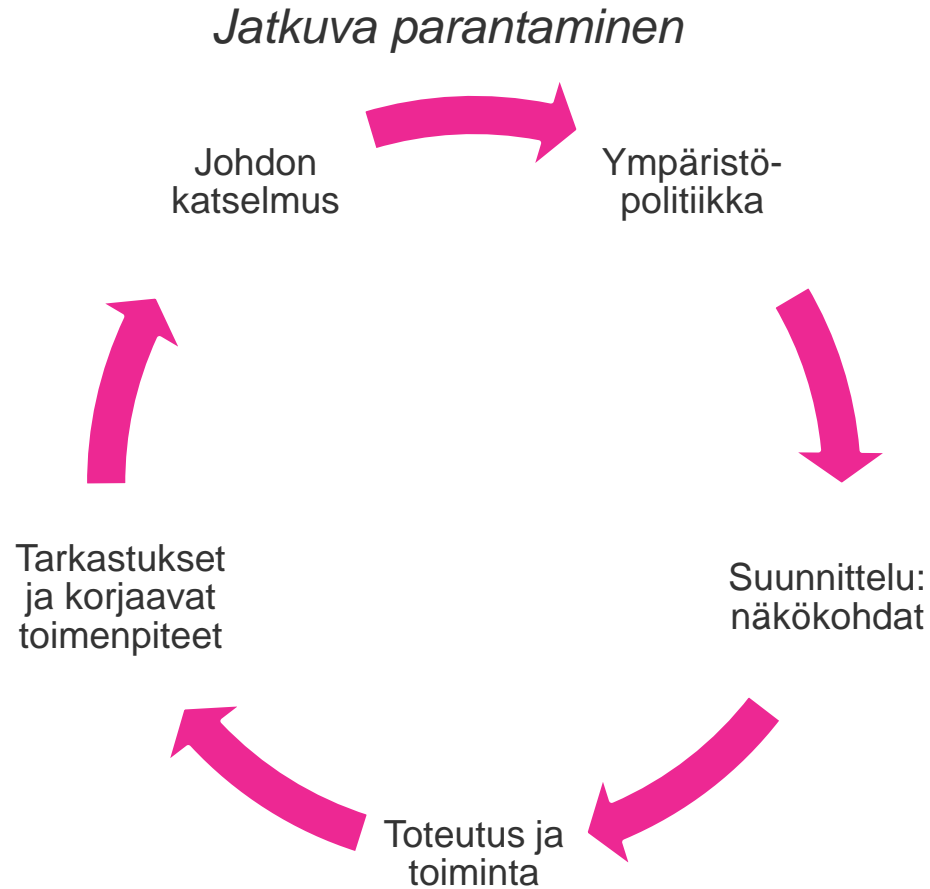 Jatkuva parantaminen
Johdon
katselmus
Ympäristö-
politiikka
Suunnittelu:
näkökohdat
Toteutus ja
toiminta
Tarkastukset
ja korjaavat
toimenpiteet